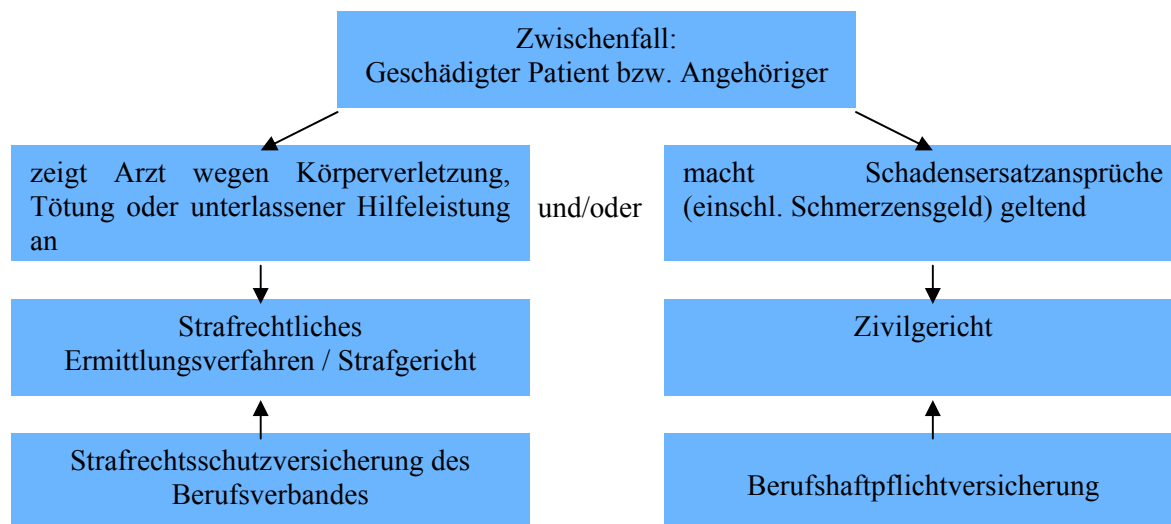 Zwischenfall:
Geschädigter Patient bzw. Angehöriger
zeigt Arzt wegen Körperverletzung,
Tötung oder unterlassener Hilfeleistung
an
und/oder
macht Schadensersatzansprüche
(einschl. Schmerzensgeld) geltend
Strafrechtliches
Ermittlungsverfahren / Strafgericht
Zivilgericht
Strafrechtsschutzversicherung des
Berufsverbandes
Berufshaftpflichtversicherung